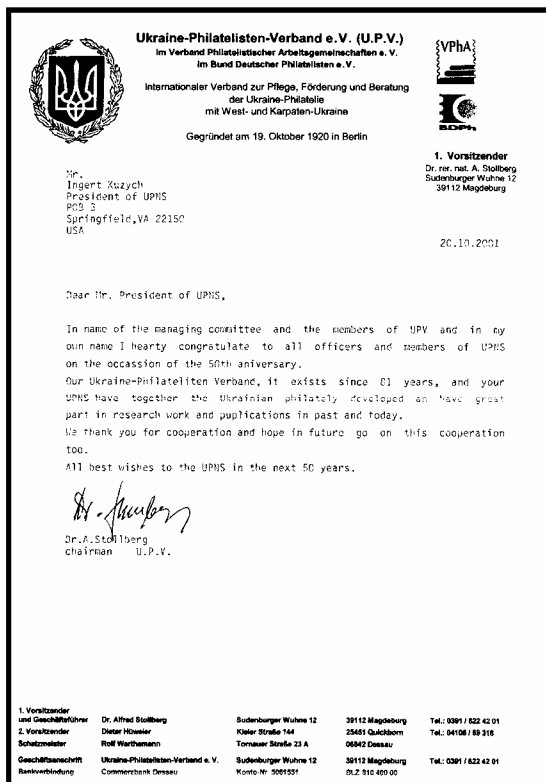 Ukraine-Philatelisten-Verband e.V. (U.P.V.)
im Verband Philatelistischer Arbeitsgemeinschaften e. V.
im Bund Deutscher Philatelisten e.V.
Internationaler Verband zur Pflege, Förderung und Beratung
der Ukraine-Philatelie
mit West- und Karpaten-Ukraine
Gegründet am 19. Oktober 1920 in Berlin
VPhA
BDPh
1. Vorsitzender
Dr. rer. nat. A. Stollberg
Sudenburger Wuhne 12
39112 Magdeburg
Mr.
Ingert Kuzych
President of UPNS
POB 3
Springfield,VA 22150
USA
20.10.2001
Dear Mr. President of UPNS,
In name of the managing committee and the members of UPV and in my
own name I hearty congratulate to all officers and members of UPNS
on the occassion of the 50th aniversary.
Our Ukraine-Philateliten Verband, it exists since 81 years, and your
UPNS have together the Ukrainian philately developed an have great
part in research work and puplications in past and today.
We thank you for cooperation and hope in future go on this cooperation
too.
All best wishes to the UPNS in the next 50 years.
Dr.A.Stollberg
chairman U.P.V.
1. Vorsitzender
und Geschäftsführer Dr. Alfred Stollberg Sudenburger Wuhne 12 39112 Magdeburg Tel.: 0391 / 622 42 01
2. Vorsitzender Dieter Hüweler Kieler Straße 144 25451 Quickborn Tel.: 04106 / 69 316
Schatzmeister Rolf Warthemann Tornauer Straße 23 A 06842 Dessau
Geschäftsanschrift Ukraine-Philatelisten-Verband e. V. Sudenburger Wuhne 12 39112 Magdeburg Tel.: 0391 / 622 42 01
Bankverbindung Commerzbank Dessau Konto-Nr. BLZ 810 400 00